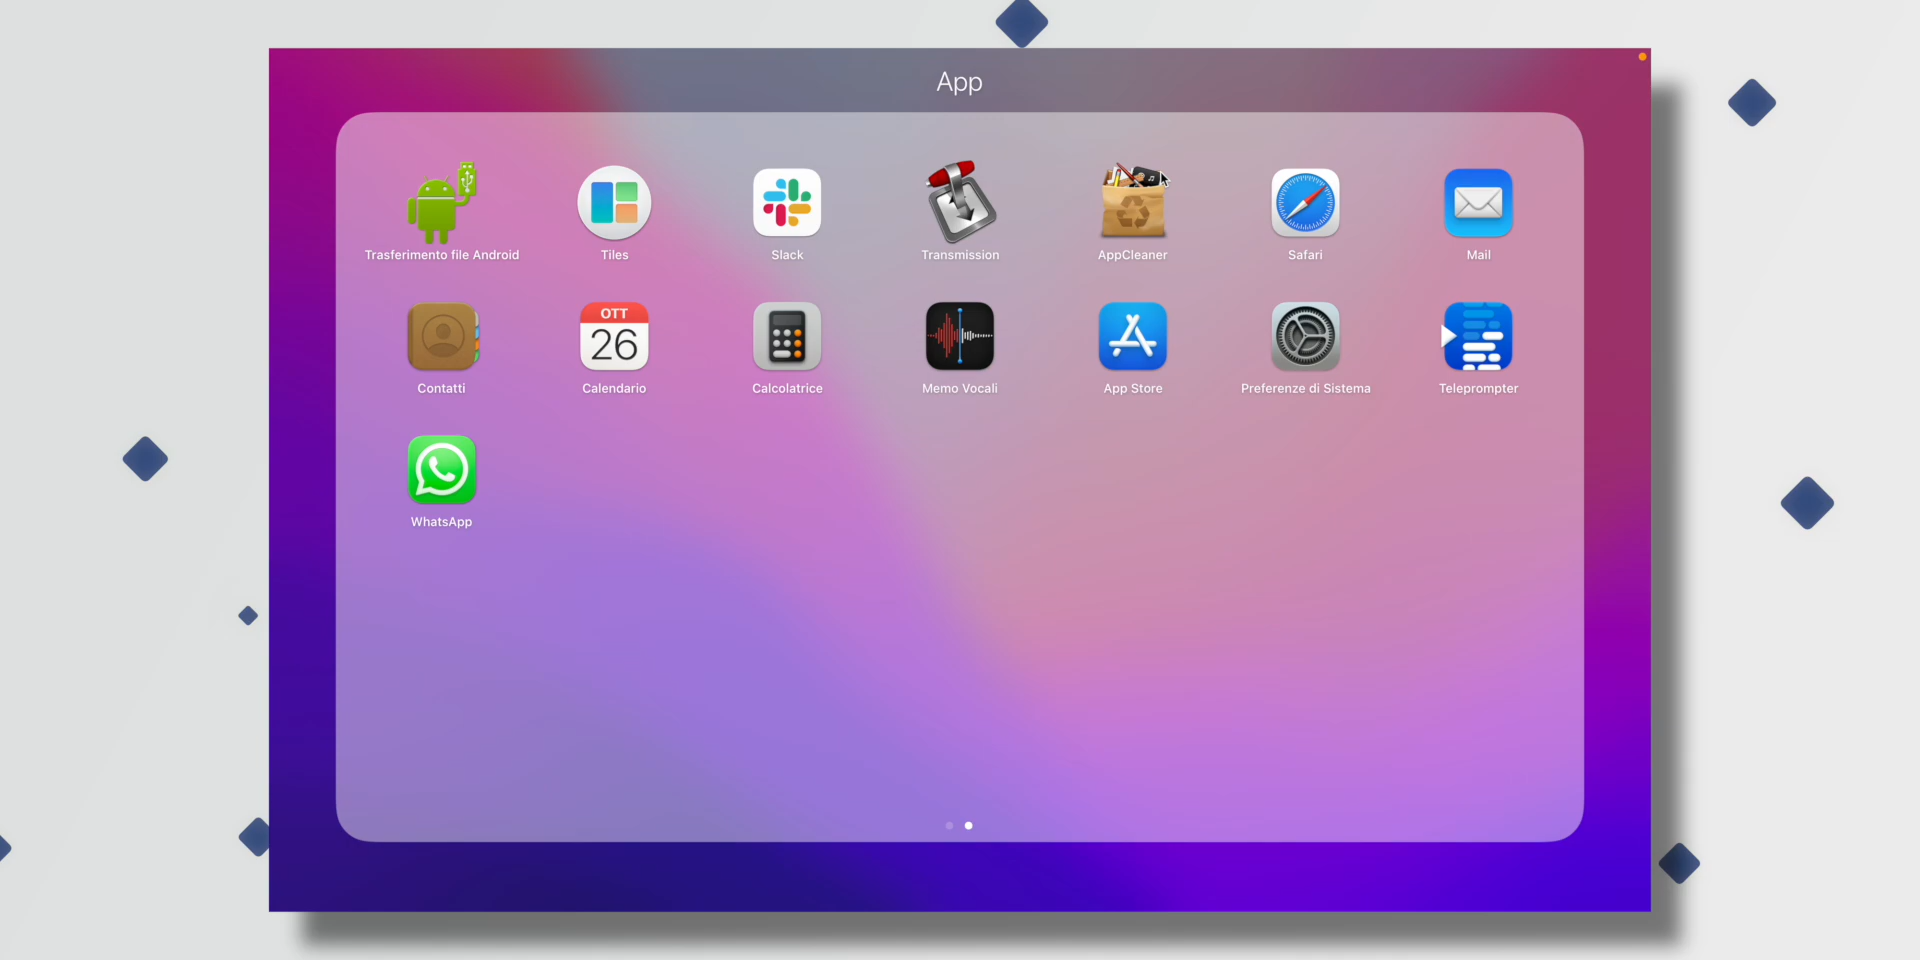 App
Trasferimento file Android
Tiles
Slack
Transmission
AppCleaner
Safari
Mail
Contatti
OTT
26
Calendario
Calcolatrice
Memo Vocali
App Store
Preferenze di Sistema
Teleprompter
WhatsApp